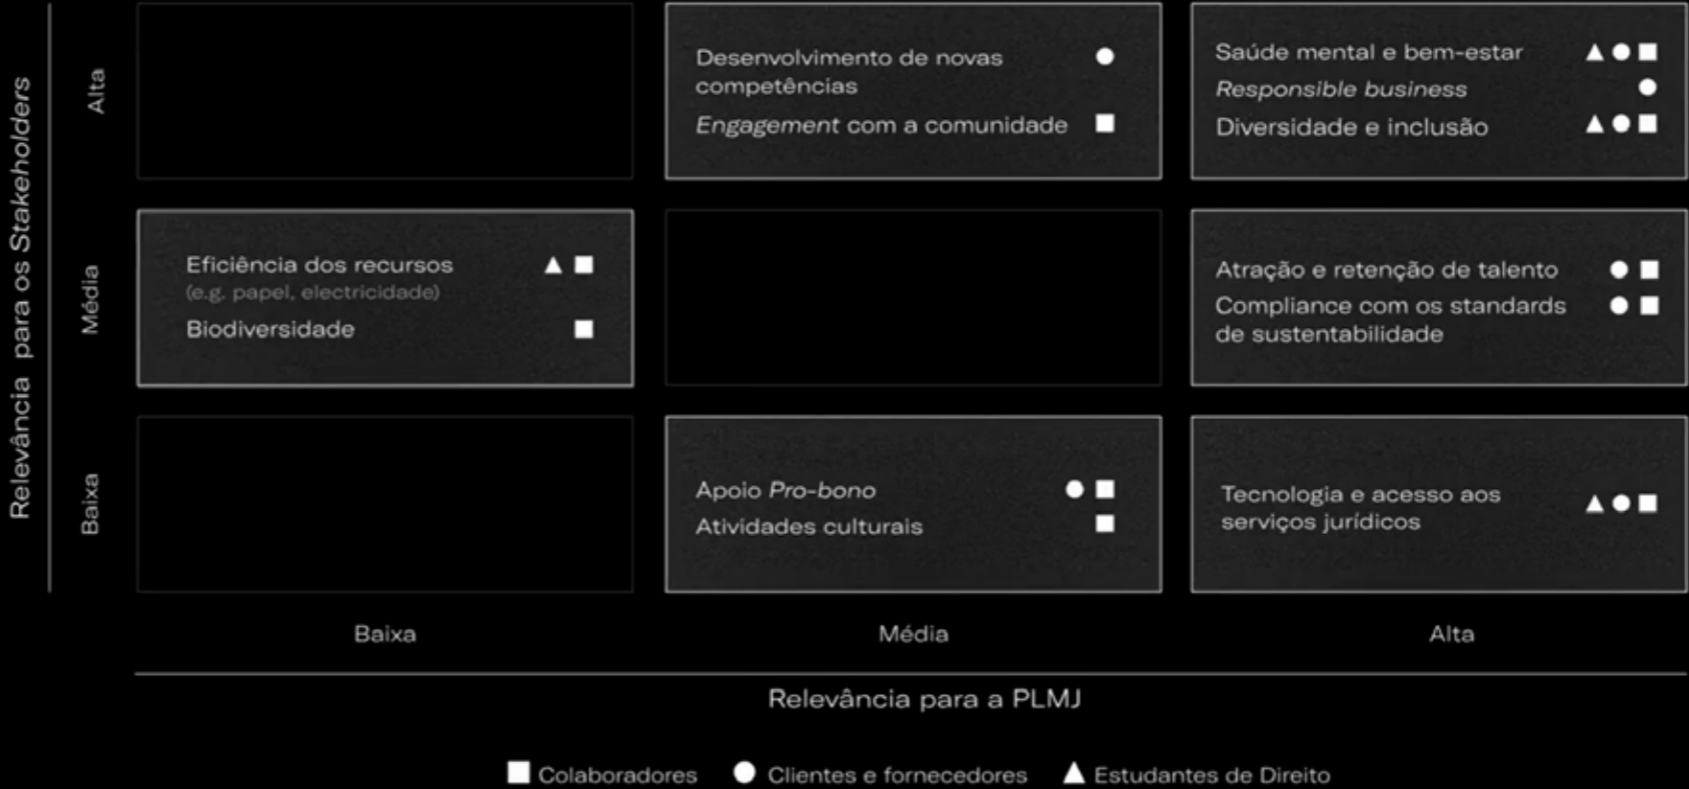 Relevância para os Stakeholders
Alta
Desenvolvimento de novas
competências
Engagement com a comunidade
Saúde mental e bem-estar
Responsible business
Diversidade e inclusão
Média
Eficiência dos recursos
(e.g. papel, electricidade)
Biodiversidade
Atração e retenção de talento
Compliance com os standards
de sustentabilidade
Baixa
Apoio Pro-bono
Atividades culturais
Tecnologia e acesso aos
serviços jurídicos
Baixa
Média
Alta
Relevância para a PLMJ
Colaboradores
Clientes e fornecedores
Estudantes de Direito